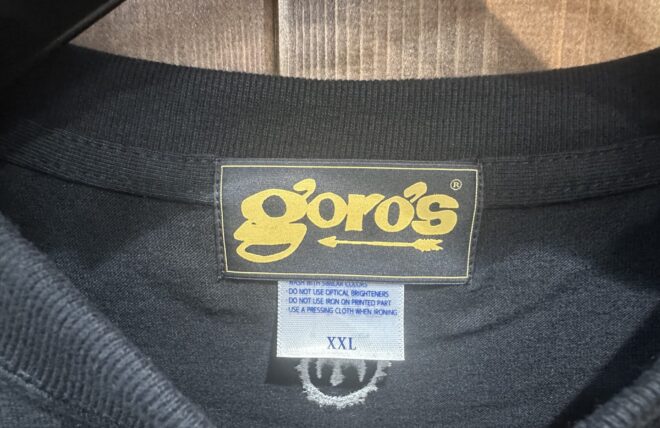 goro's ®
WASH WITH SIMILAR COLORS
·DO NOT USE OPTICAL BRIGHTENERS
·DO NOT USE IRON ON PRINTED PART
·USE A PRESSING CLOTH WHEN IRONING
XXL